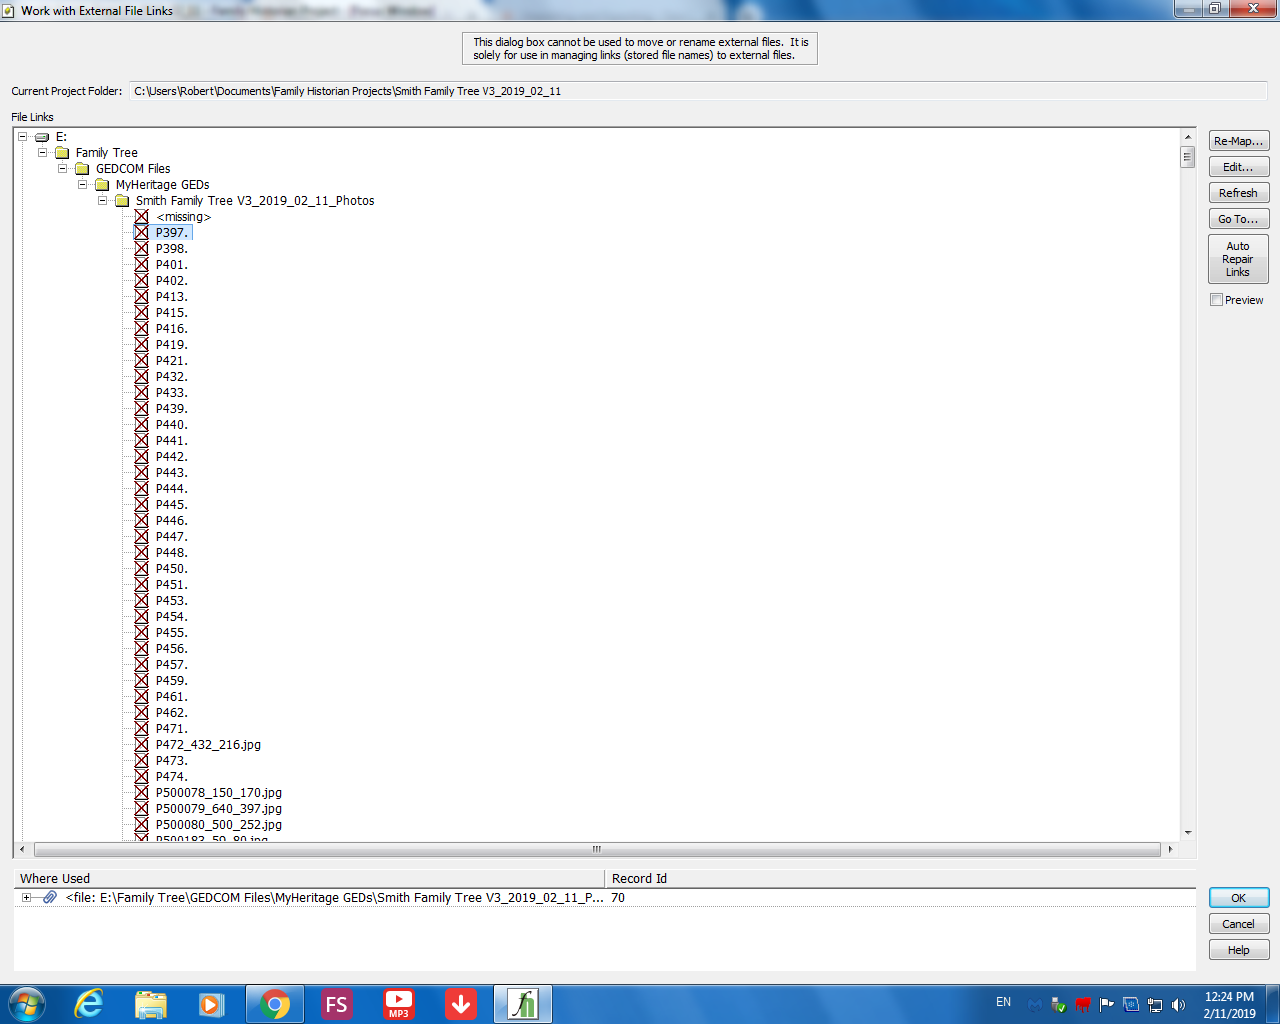 Work with External File Links
This dialog box cannot be used to move or rename external files. It is
solely for use in managing links (stored file names) to external files.
Current Project Folder: C:\Users\Robert\Documents\Family Historian Projects\Smith Family Tree V3_2019_02_11
File Links
E:
Family Tree
GEDCOM Files
MyHeritage GEDs
Smith Family Tree V3_2019_02_11_Photos
<missing>
P397.
P398.
P401.
P402.
P413.
P415.
P416.
P419.
P421.
P432.
P433.
P439.
P440.
P441.
P442.
P443.
P444.
P445.
P446.
P447.
P448.
P450.
P451.
P453.
P454.
P455.
P456.
P457.
P459.
P461.
P462.
P471.
P472_432_216.jpg
P473.
P474.
P500078_150_170.jpg
P500079_640_397.jpg
P500080_500_252.jpg
P500183_59_80.jpg
Re-Map...
Edit...
Refresh
Go To...
Auto
Repair
Links
Preview
Where Used Record Id
<file: E:\Family Tree\GEDCOM Files\MyHeritage GEDs\Smith Family Tree V3_2019_02_11_P... 70
OK
Cancel
Help
FS
MP3
EN
12:24 PM
2/11/2019